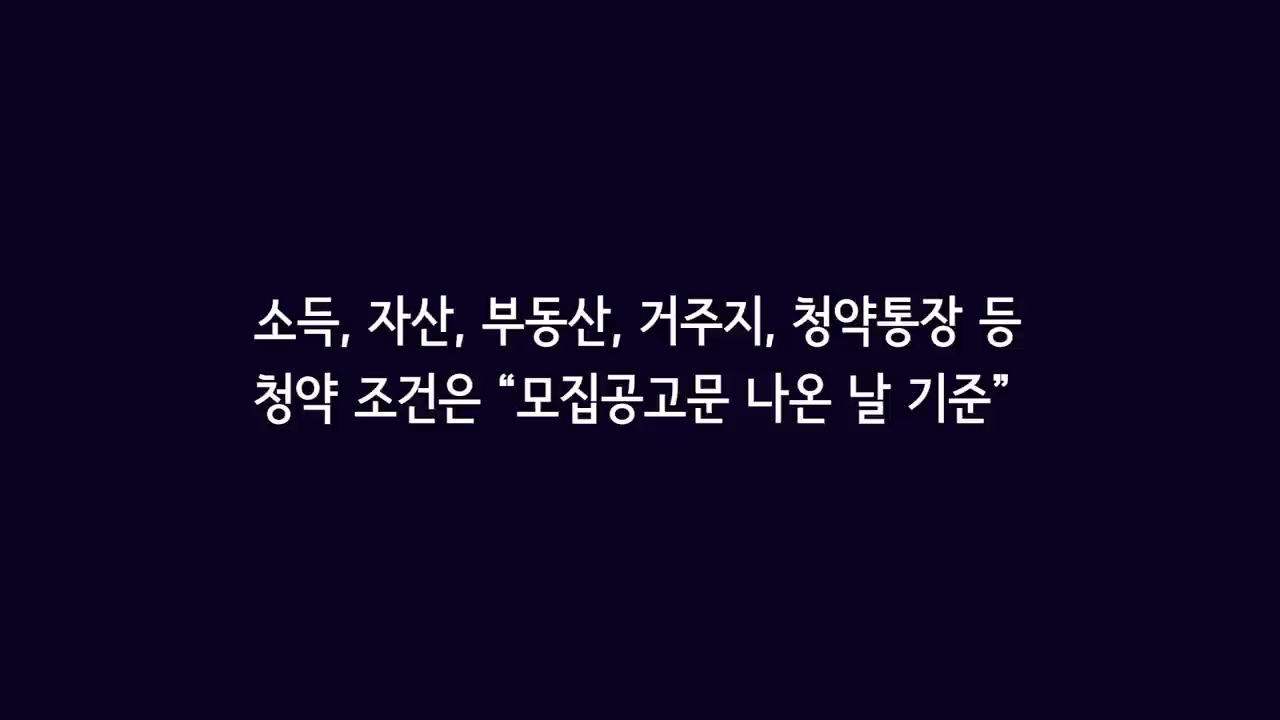 소득, 자산, 부동산, 거주지, 청약통장 등
청약 조건은 “모집공고문 나온 날 기준”